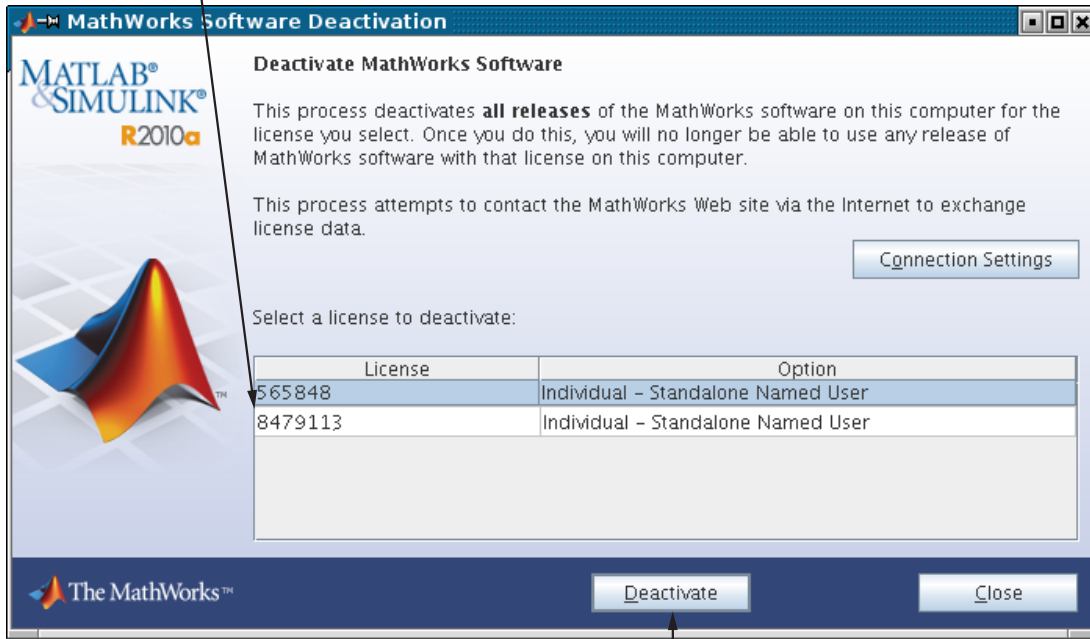 MathWorks Software Deactivation
MATLAB®
&SIMULINK®
R2010a
Deactivate MathWorks Software
This process deactivates all releases of the MathWorks software on this computer for the
license you select. Once you do this, you will no longer be able to use any release of
MathWorks software with that license on this computer.
This process attempts to contact the MathWorks Web site via the Internet to exchange
license data.
Connection Settings
Select a license to deactivate:
License Option
565848 Individual – Standalone Named User
8479113 Individual – Standalone Named User
TM
The MathWorks™
Deactivate
Close